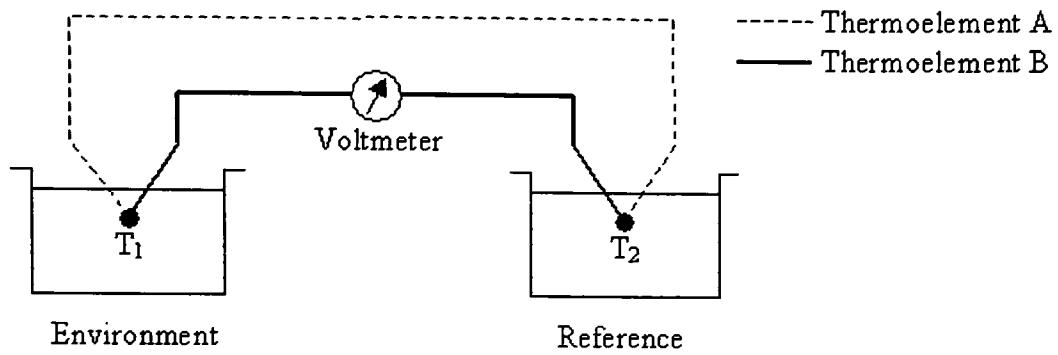 Thermoelement A
Thermoelement B
Voltmeter
T1
T2
Environment
Reference